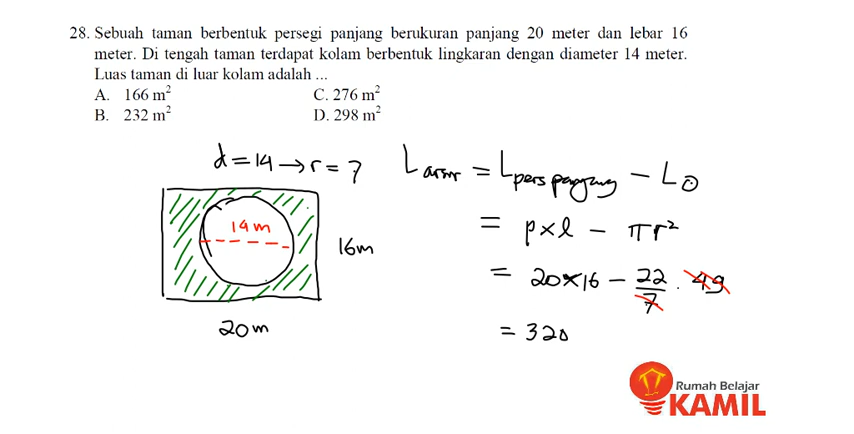 28. Sebuah taman berbentuk persegi panjang berukuran panjang 20 meter dan lebar 16
meter. Di tengah taman terdapat kolam berbentuk lingkaran dengan diameter 14 meter.
Luas taman di luar kolam adalah ...
A. 166 m² C. 276 m²
B. 232 m² D. 298 m²
d = 14 → r = 7
L arsir = L pers panjang − L⊙
14 m
= p × l − πr²
16 m
= 20 × 16 − 22/7 . 49
20 m
= 320
Rumah Belajar
KAMIL